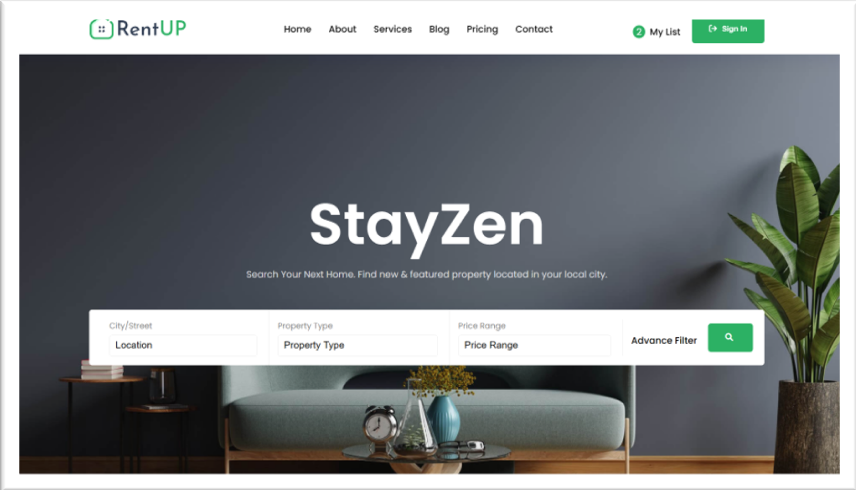 RentUP
Home About Services Blog Pricing Contact
2 My List
Sign In
StayZen
Search Your Next Home. Find new & featured property located in your local city.
City/Street Property Type Price Range
Location Property Type Price Range
Advance Filter